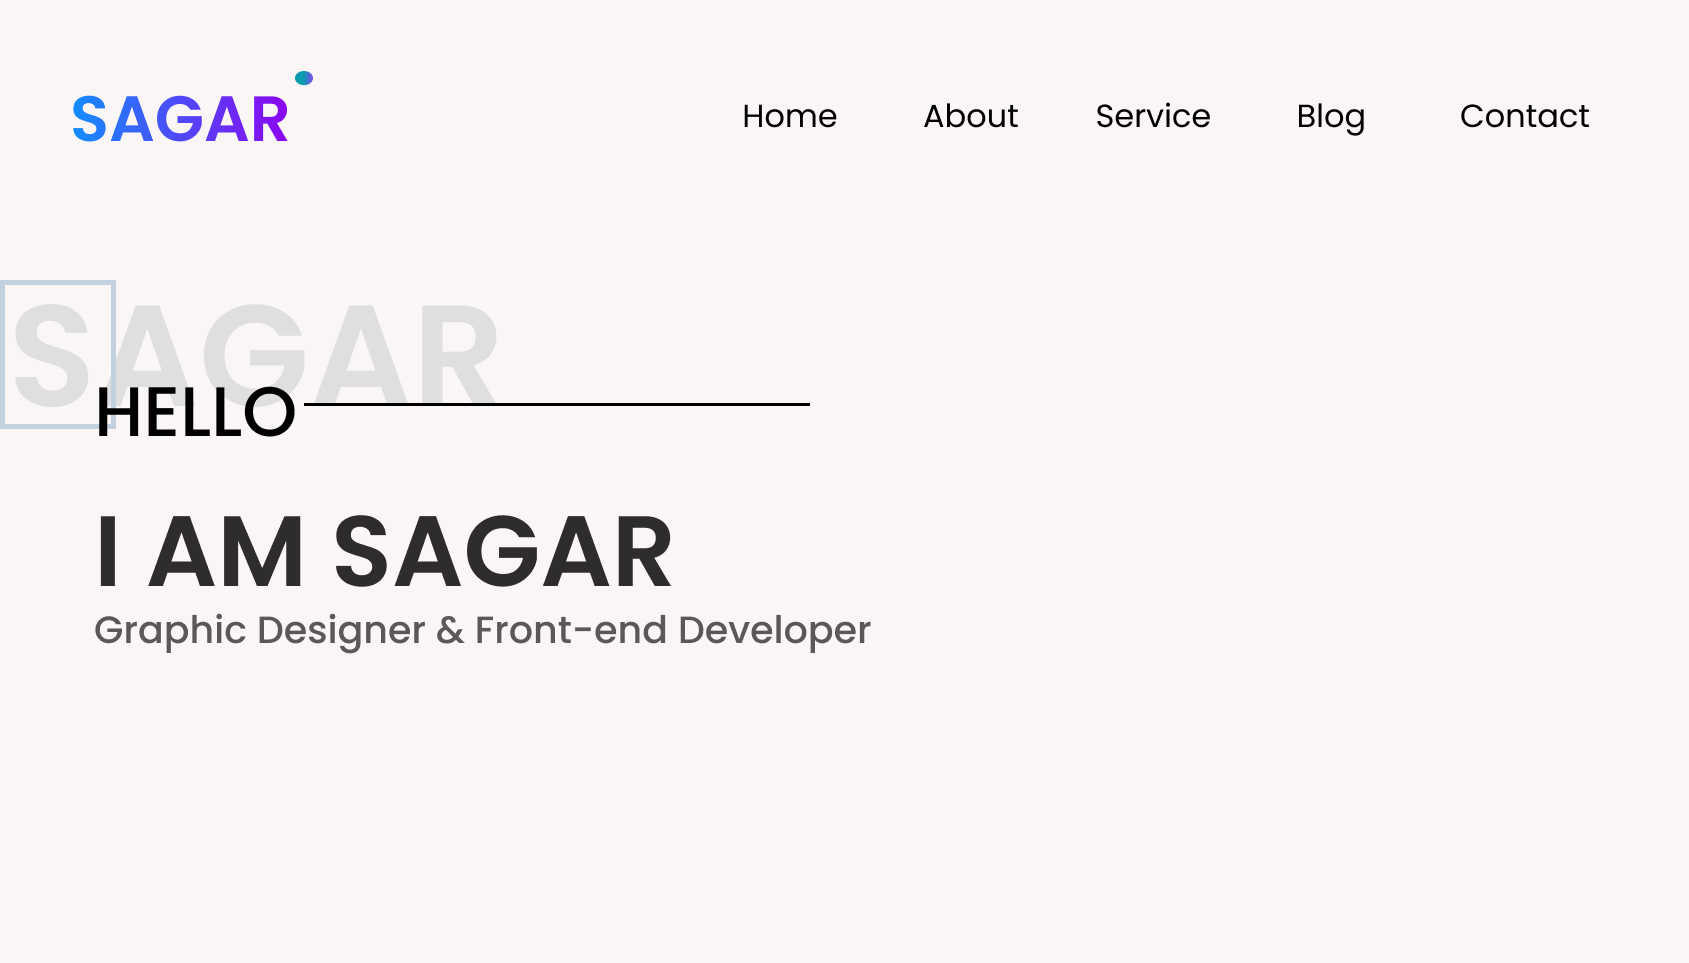 SAGAR
Home About Service Blog Contact
SAGAR
HELLO
I AM SAGAR
Graphic Designer & Front-end Developer